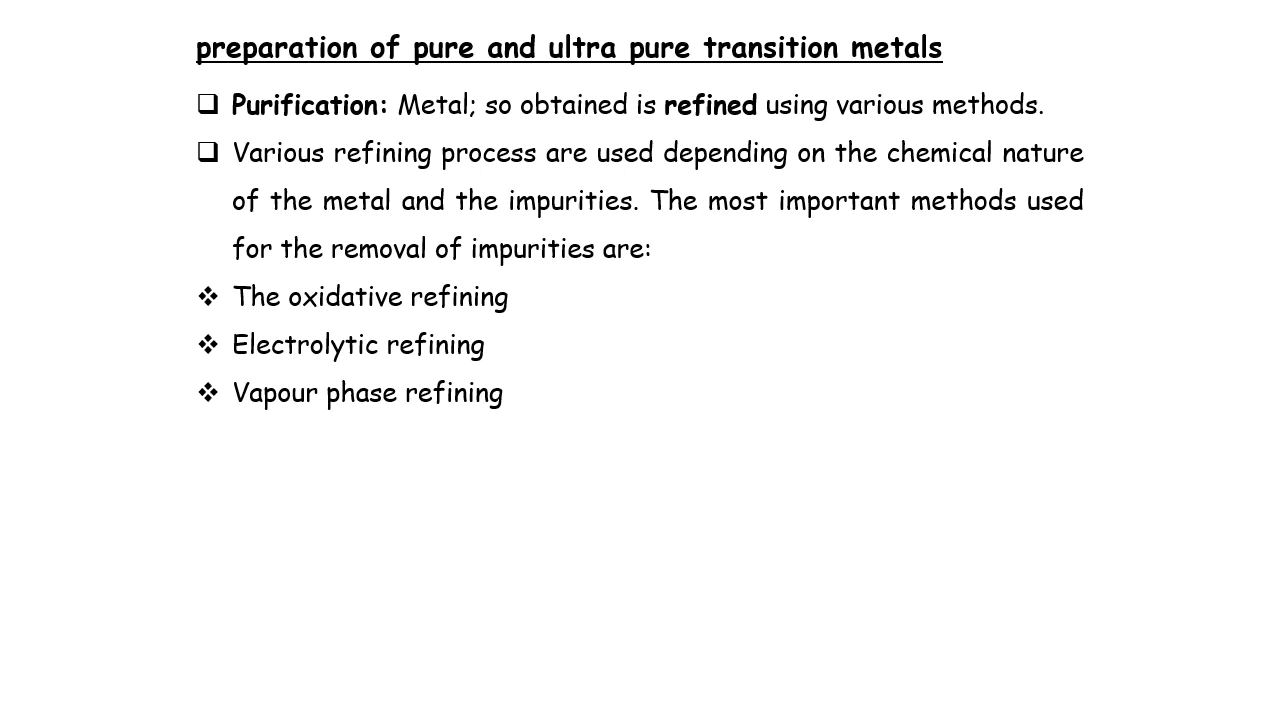 preparation of pure and ultra pure transition metals
❑ Purification: Metal; so obtained is refined using various methods.
❑ Various refining process are used depending on the chemical nature
of the metal and the impurities. The most important methods used
for the removal of impurities are:
❖ The oxidative refining
❖ Electrolytic refining
❖ Vapour phase refining